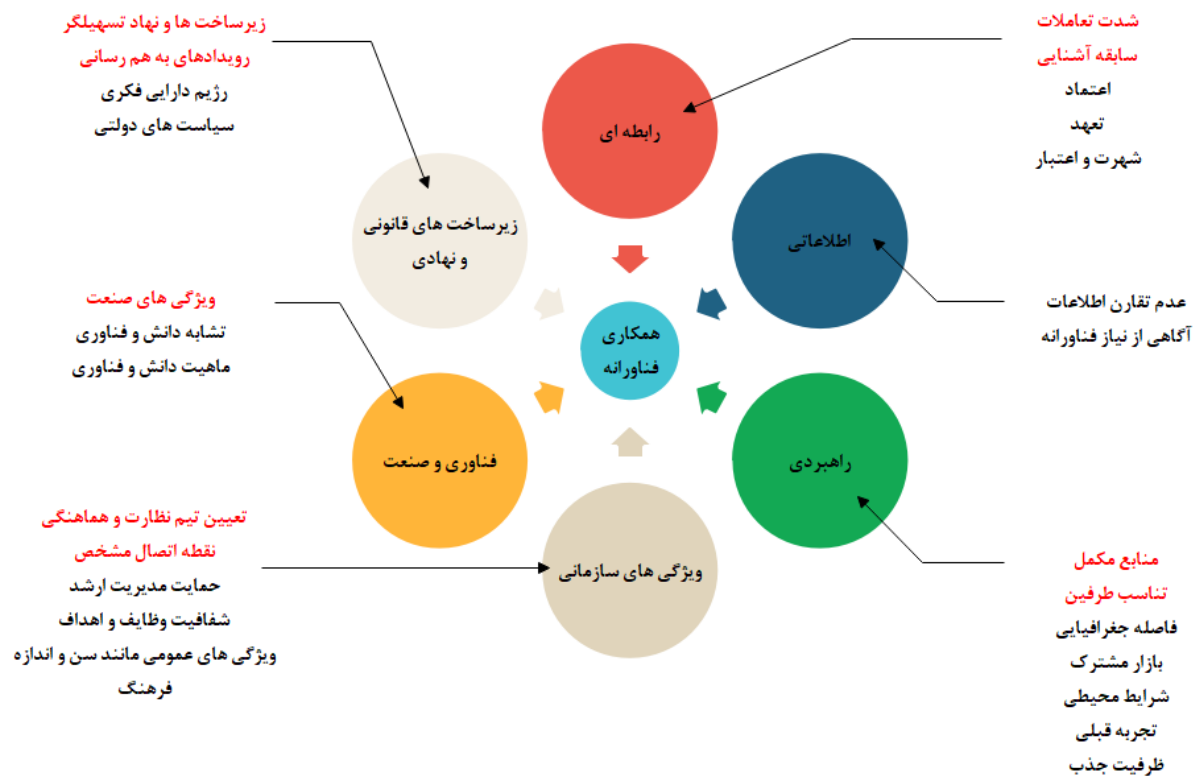 شدت تعاملات
سابقه آشنایی
اعتماد
تعهد
شهرت و اعتبار
رابطه ای
زیرساخت ها و نهاد تسهیلگر
رویدادهای به هم رسانی
رژیم دارایی فکری
سیاست های دولتی
اطلاعاتی
زیرساخت های قانونی
و نهادی
عدم تقارن اطلاعات
آگاهی از نیاز فناورانه
همکاری
فناورانه
ویژگی های صنعت
تشابه دانش و فناوری
ماهیت دانش و فناوری
راهبردی
فناوری و صنعت
منابع مکمل
تناسب طرفین
فاصله جغرافیایی
بازار مشترک
شرایط محیطی
تجربه قبلی
ظرفیت جذب
ویژگی های سازمانی
تعیین تیم نظارت و هماهنگی
نقطه اتصال مشخص
حمایت مدیریت ارشد
شفافیت وظایف و اهداف
ویژگی های عمومی مانند سن و اندازه
فرهنگ